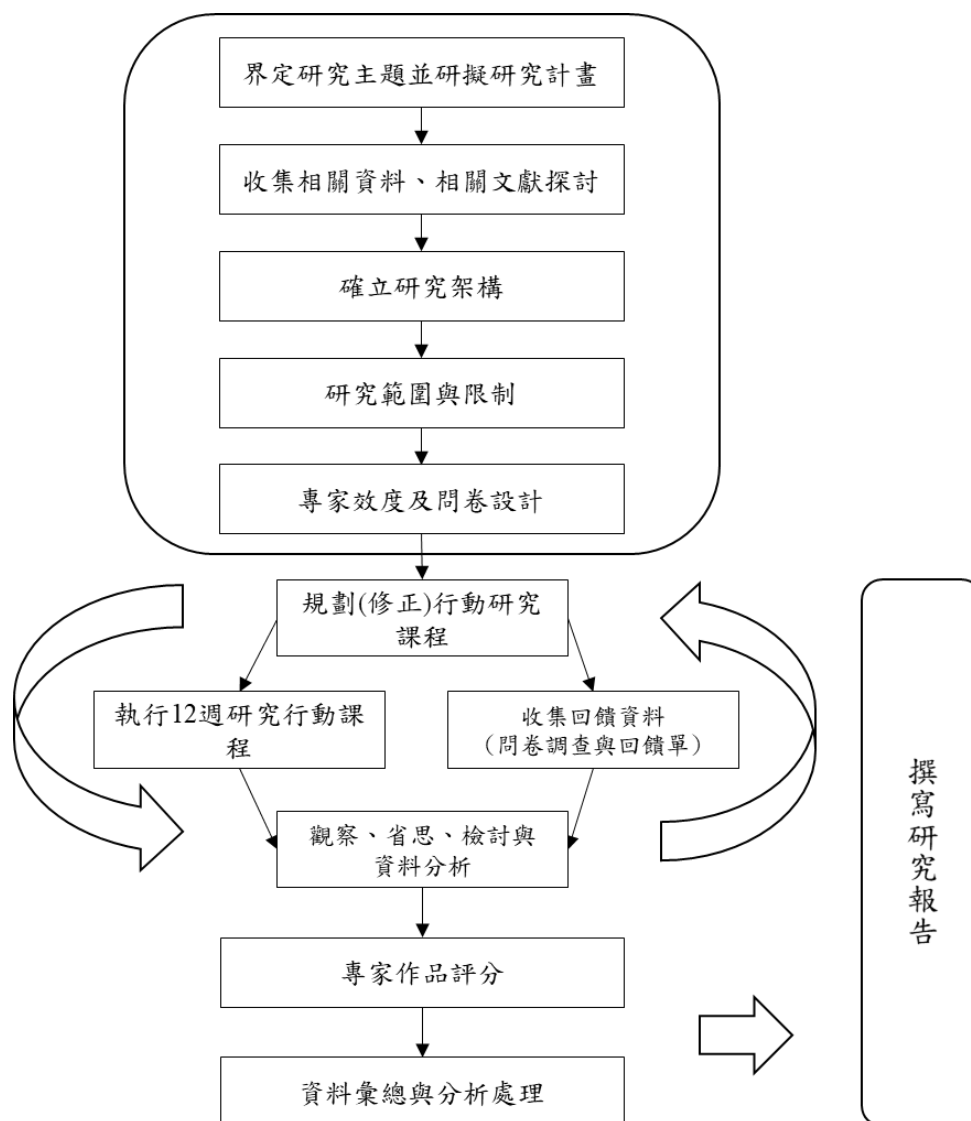 界定研究主題並研擬研究計畫
收集相關資料、相關文獻探討
確立研究架構
研究範圍與限制
專家效度及問卷設計
規劃(修正)行動研究
課程
執行12週研究行動課
程
收集回饋資料
（問卷調查與回饋單）
觀察、省思、檢討與
資料分析
專家作品評分
資料彙總與分析處理
撰寫研究報告